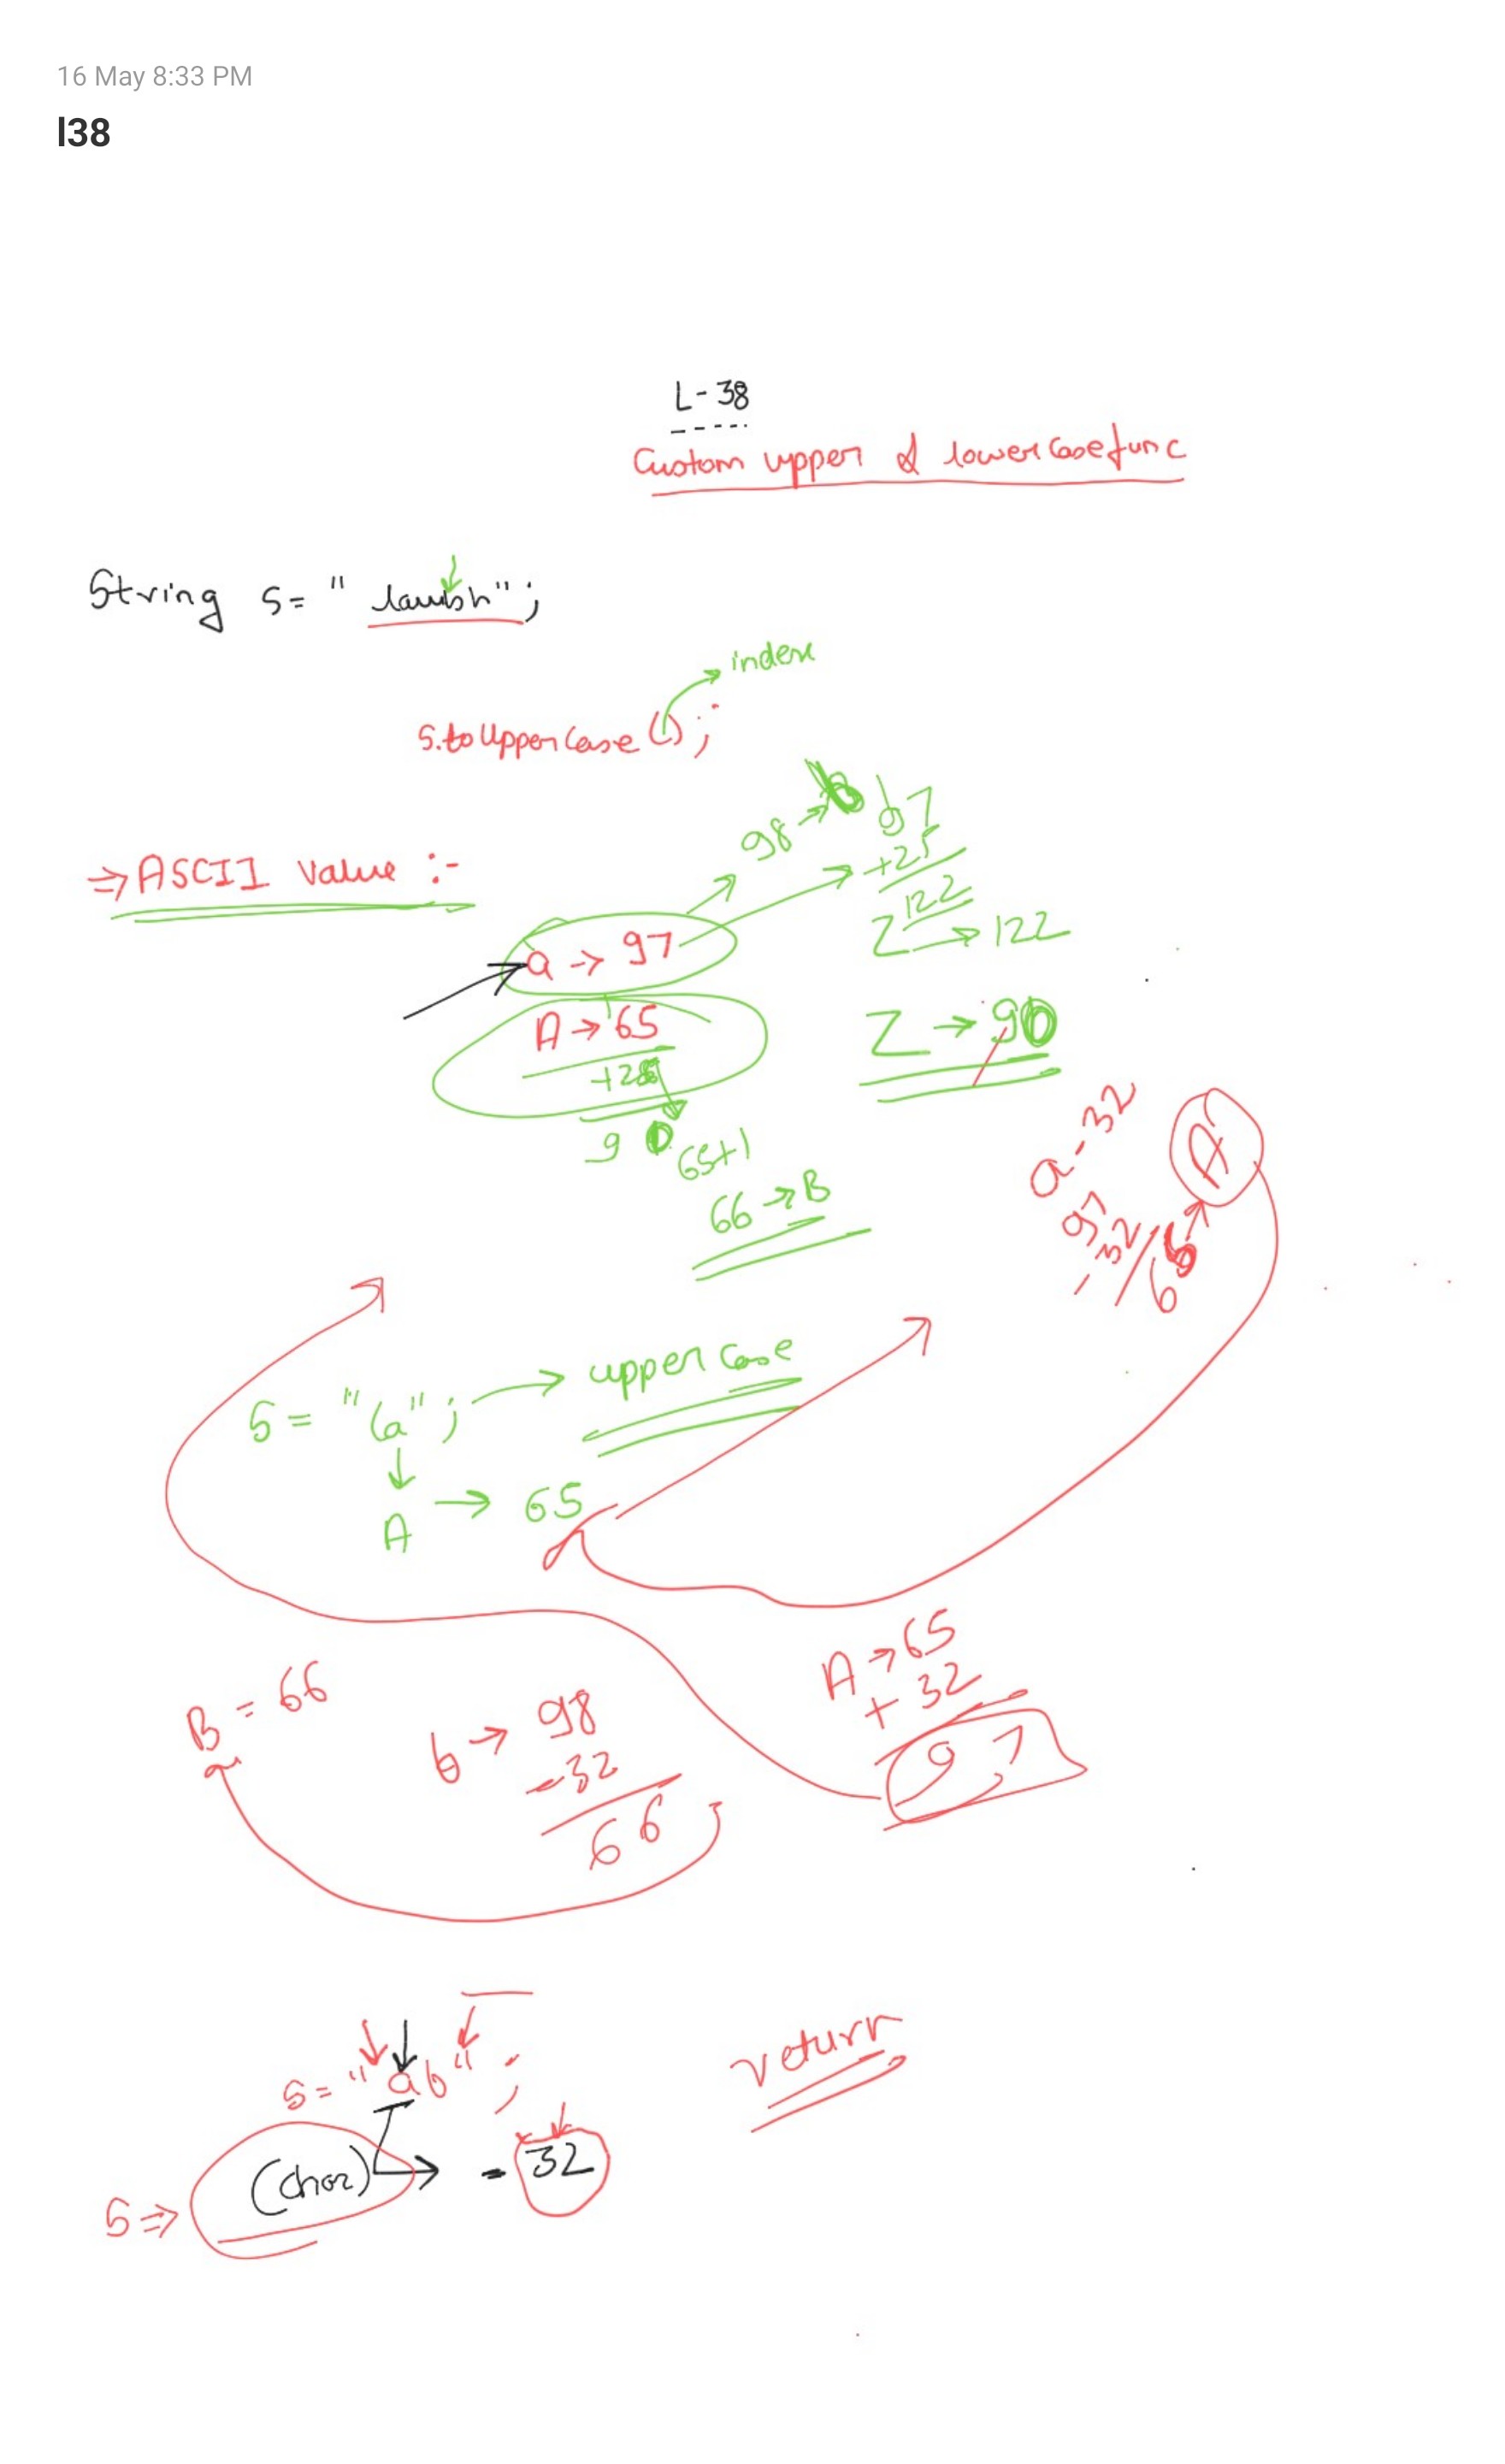 16 May 8:33 PM
l38
L-38
Custom upper & lowercase func
String s= " lavish";
index
s.toUpperCase();
⇒ ASCII value :-
98 →
97
+25
122
a → 97
z → 122
A → 65
+25
90
Z → 90
65+1
66 → B
a-32
97
-32
65
A
s = "a"; → upper case
A → 65
A → 65
+ 32
97
B = 66
b → 98
-32
66
s = "ab";
return
s ⇒ (char) → - 32